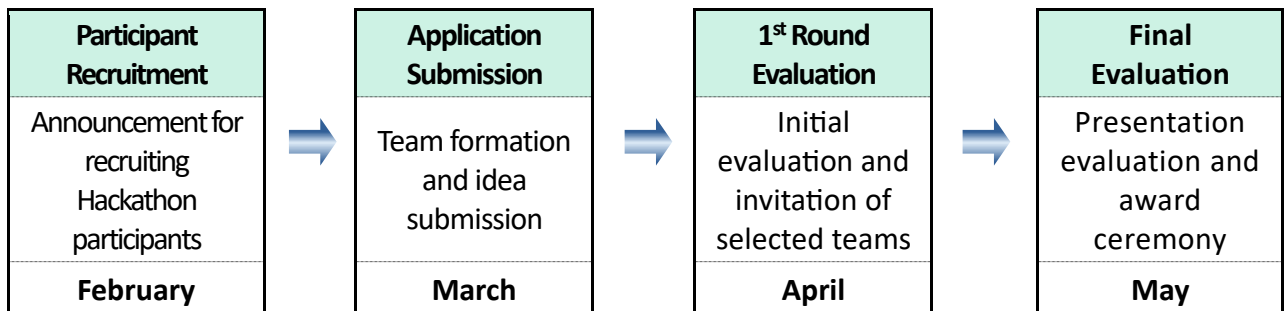 Participant
Recruitment
Announcement for
recruiting
Hackathon
participants
February
Application
Submission
Team formation
and idea
submission
March
1st Round
Evaluation
Initial
evaluation and
invitation of
selected teams
April
Final
Evaluation
Presentation
evaluation and
award
ceremony
May